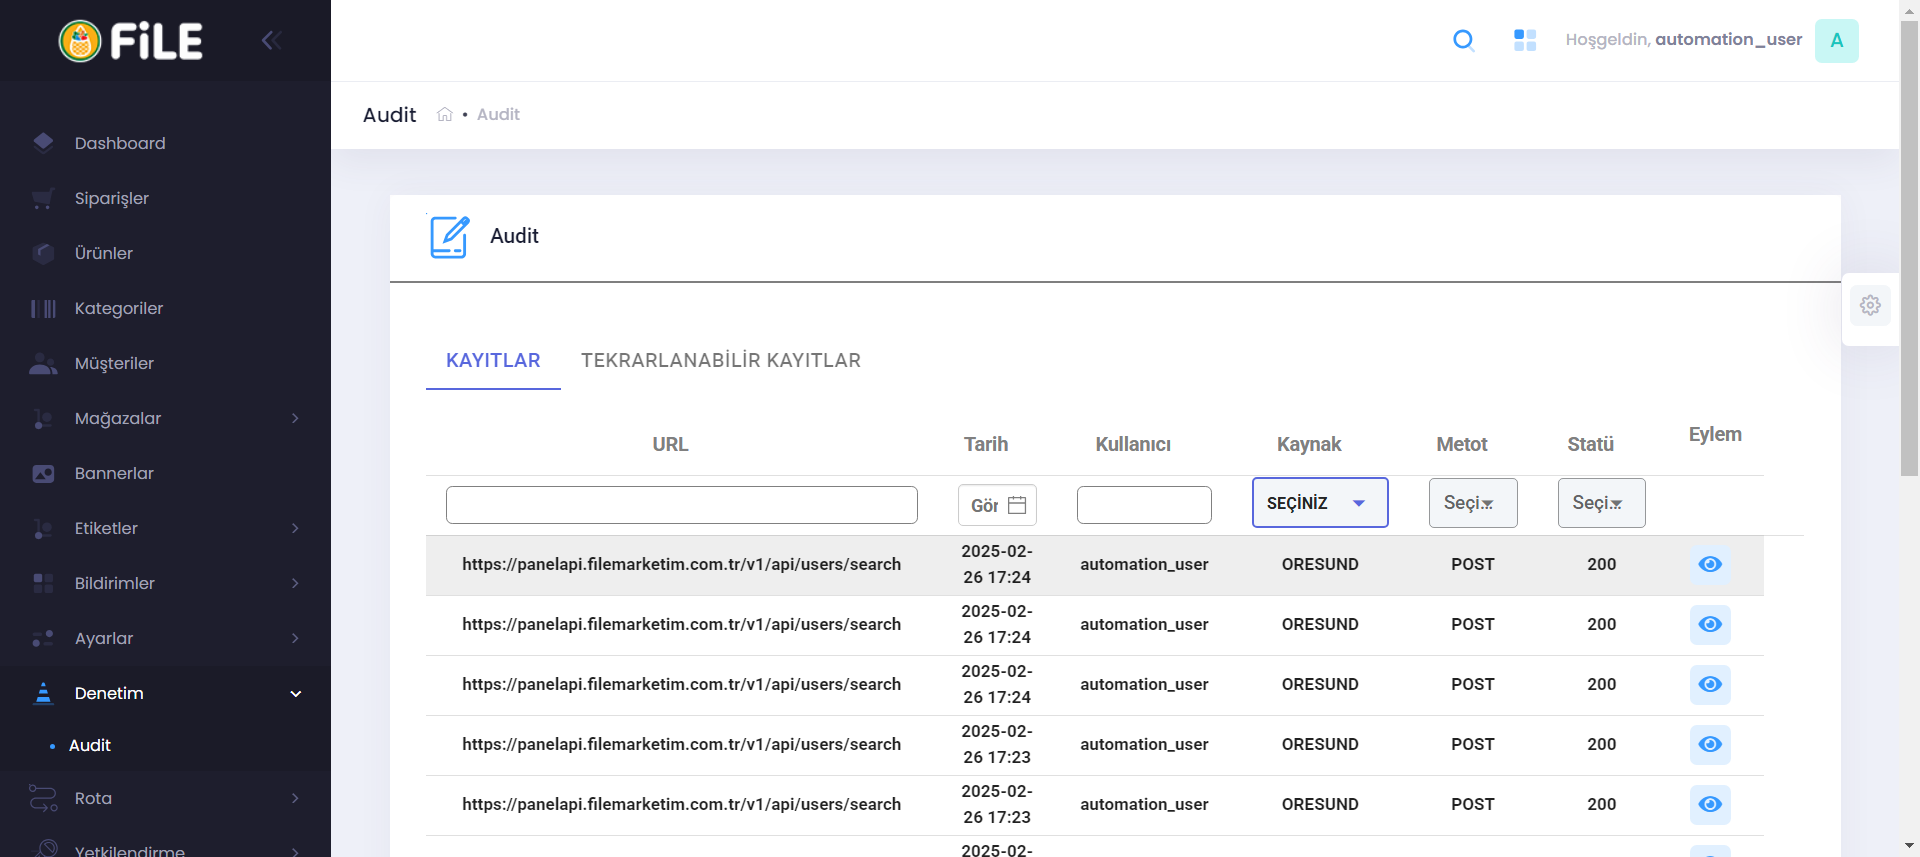 FiLE
Hoşgeldin, automation_user
A
Audit • Audit
Dashboard
Siparişler
Ürünler
Kategoriler
Müşteriler
Mağazalar
Bannerlar
Etiketler
Bildirimler
Ayarlar
Denetim
Audit
Rota
Yetkilendirme
Audit
KAYITLAR TEKRARLANABİLİR KAYITLAR
URL Tarih Kullanıcı Kaynak Metot Statü Eylem
Gör SEÇİNİZ Seçi... Seçi...
https://panelapi.filemarketim.com.tr/v1/api/users/search 2025-02-26 17:24 automation_user ORESUND POST 200
https://panelapi.filemarketim.com.tr/v1/api/users/search 2025-02-26 17:24 automation_user ORESUND POST 200
https://panelapi.filemarketim.com.tr/v1/api/users/search 2025-02-26 17:24 automation_user ORESUND POST 200
https://panelapi.filemarketim.com.tr/v1/api/users/search 2025-02-26 17:23 automation_user ORESUND POST 200
https://panelapi.filemarketim.com.tr/v1/api/users/search 2025-02-26 17:23 automation_user ORESUND POST 200
2025-02-